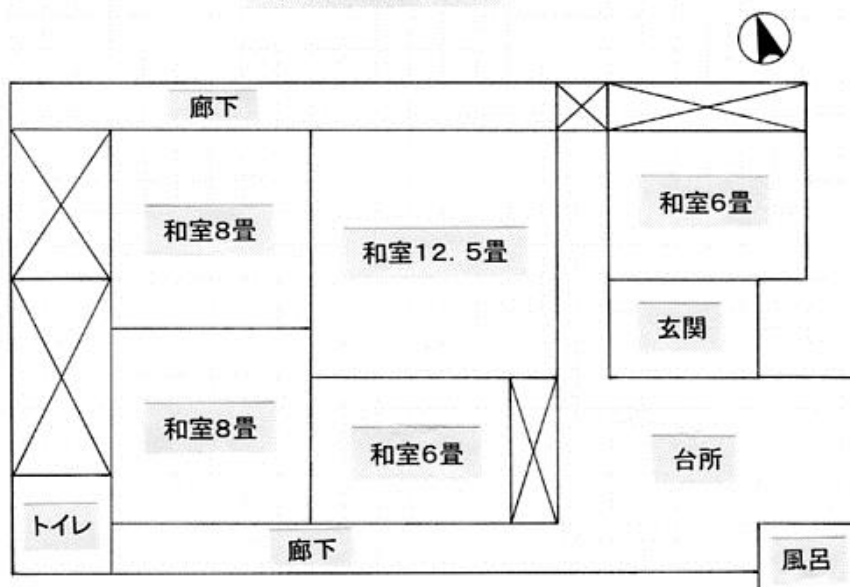 廊下
和室8畳
和室12.5畳
和室6畳
玄関
和室8畳
和室6畳
台所
トイレ
廊下
風呂